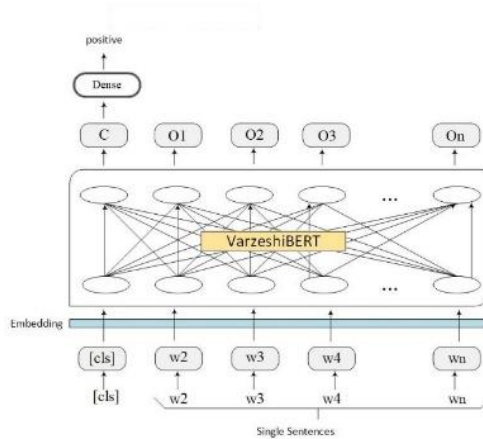 positive
Dense
C O1 O2 O3 On
...
VarzeshiBERT
...
Embedding
[cls] w2 w3 w4 wn
[cls] w2 w3 w4 wn
Single Sentences